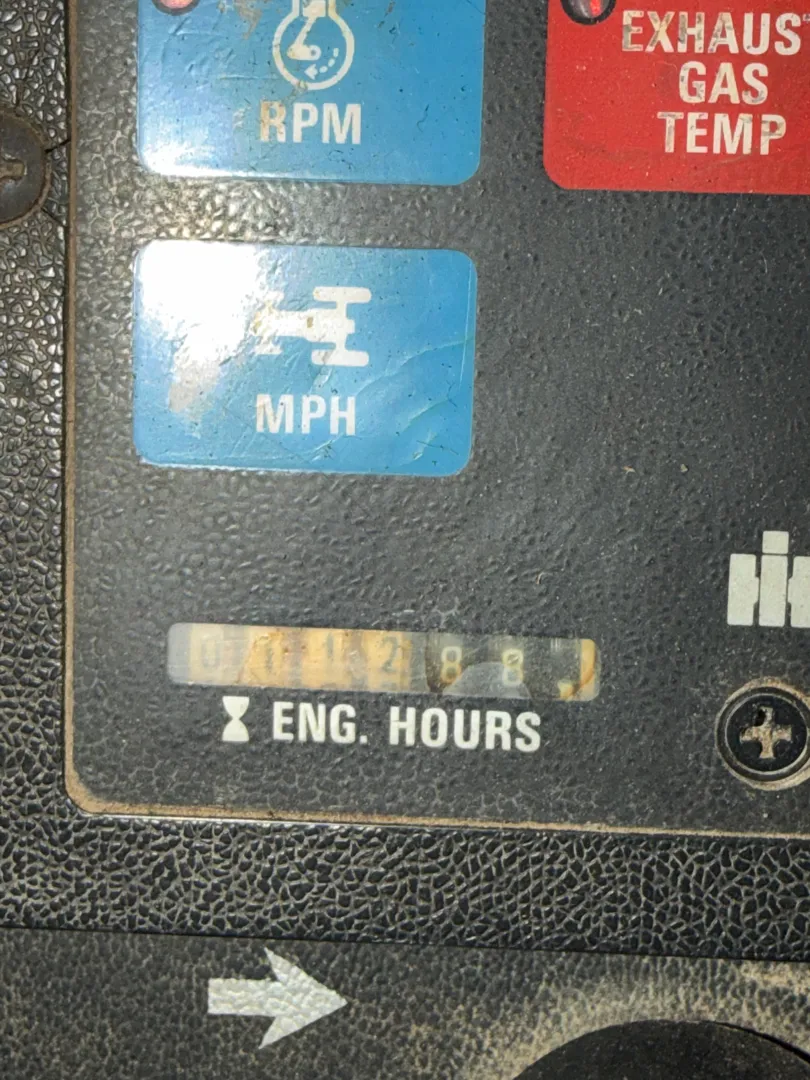 RPM
EXHAUST
GAS
TEMP
MPH
ENG. HOURS